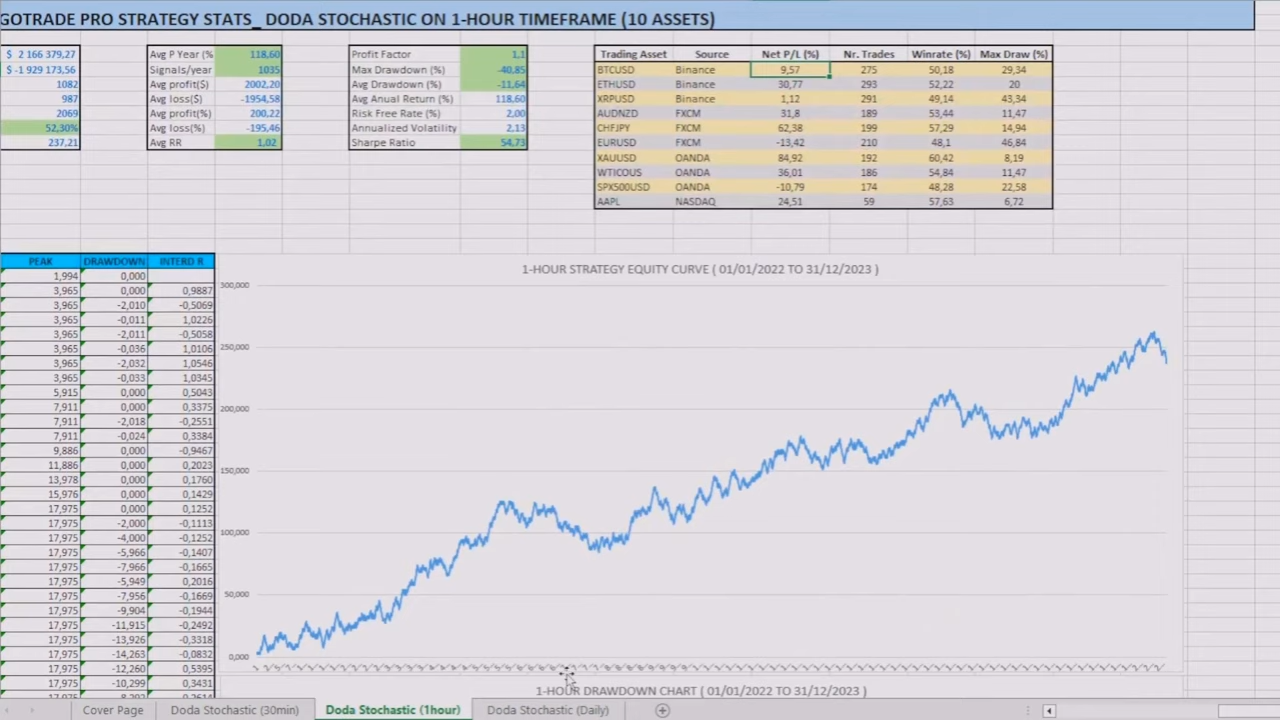 GOTRADE PRO STRATEGY STATS_ DODA STOCHASTIC ON 1-HOUR TIMEFRAME (10 ASSETS)
$ 2 166 379,27 Avg P Year (% 118,60 Profit Factor 1,1 Trading Asset Source Net P/L (%) Nr. Trades Winrate (%) Max Draw (%)
$ -1 929 173,56 Signals/year 1035 Max Drawdown (%) -40,85 BTCUSD Binance 9,57 275 50,18 29,34
1082 Avg profit($) 2002,20 Avg Drawdown (%) -11,64 ETHUSD Binance 30,77 293 52,22 20
987 Avg loss($) -1954,58 Avg Anual Return (%) 118,60 XRPUSD Binance 1,12 291 49,14 43,34
2069 Avg profit(%) 200,22 Risk Free Rate (%) 2,00 AUDNZD FXCM 31,8 189 53,44 11,47
52,30% Avg loss(%) -195,46 Annualized Volatility 2,13 CHFJPY FXCM 62,38 199 57,29 14,94
237,21 Avg RR 1,02 Sharpe Ratio 54,73 EURUSD FXCM -13,42 210 48,1 46,84
XAUUSD OANDA 84,92 192 60,42 8,19
WTICOUS OANDA 36,01 186 54,84 11,47
SPX500USD OANDA -10,79 174 48,28 22,58
AAPL NASDAQ 24,51 59 57,63 6,72
PEAK DRAWDOWN INTERD R
1,994 0,000
3,965 0,000 0,9887
3,965 -2,010 -0,5069
3,965 -0,011 1,0226
3,965 -2,011 -0,5058
3,965 -0,036 1,0106
3,965 -2,032 1,0546
3,965 -0,033 1,0345
5,915 0,000 0,5043
7,911 0,000 0,3375
7,911 -2,018 -0,2551
7,911 -0,024 0,3384
9,886 0,000 -0,9467
11,886 0,000 0,2023
13,978 0,000 0,1760
15,976 0,000 0,1429
17,975 0,000 0,1252
17,975 -2,000 -0,1113
17,975 -4,000 -0,1252
17,975 -5,966 -0,1407
17,975 -7,966 -0,1665
17,975 -5,949 0,2016
17,975 -7,956 -0,1669
17,975 -9,904 -0,1944
17,975 -11,915 -0,2492
17,975 -13,926 -0,3318
17,975 -14,263 -0,0832
17,975 -12,260 0,5395
17,975 -10,299 0,3431
1-HOUR STRATEGY EQUITY CURVE ( 01/01/2022 TO 31/12/2023 )
300,000
250,000
200,000
150,000
100,000
50,000
0,000
1-HOUR DRAWDOWN CHART ( 01/01/2022 TO 31/12/2023 )
Cover Page Doda Stochastic (30min) Doda Stochastic (1hour) Doda Stochastic (Daily)